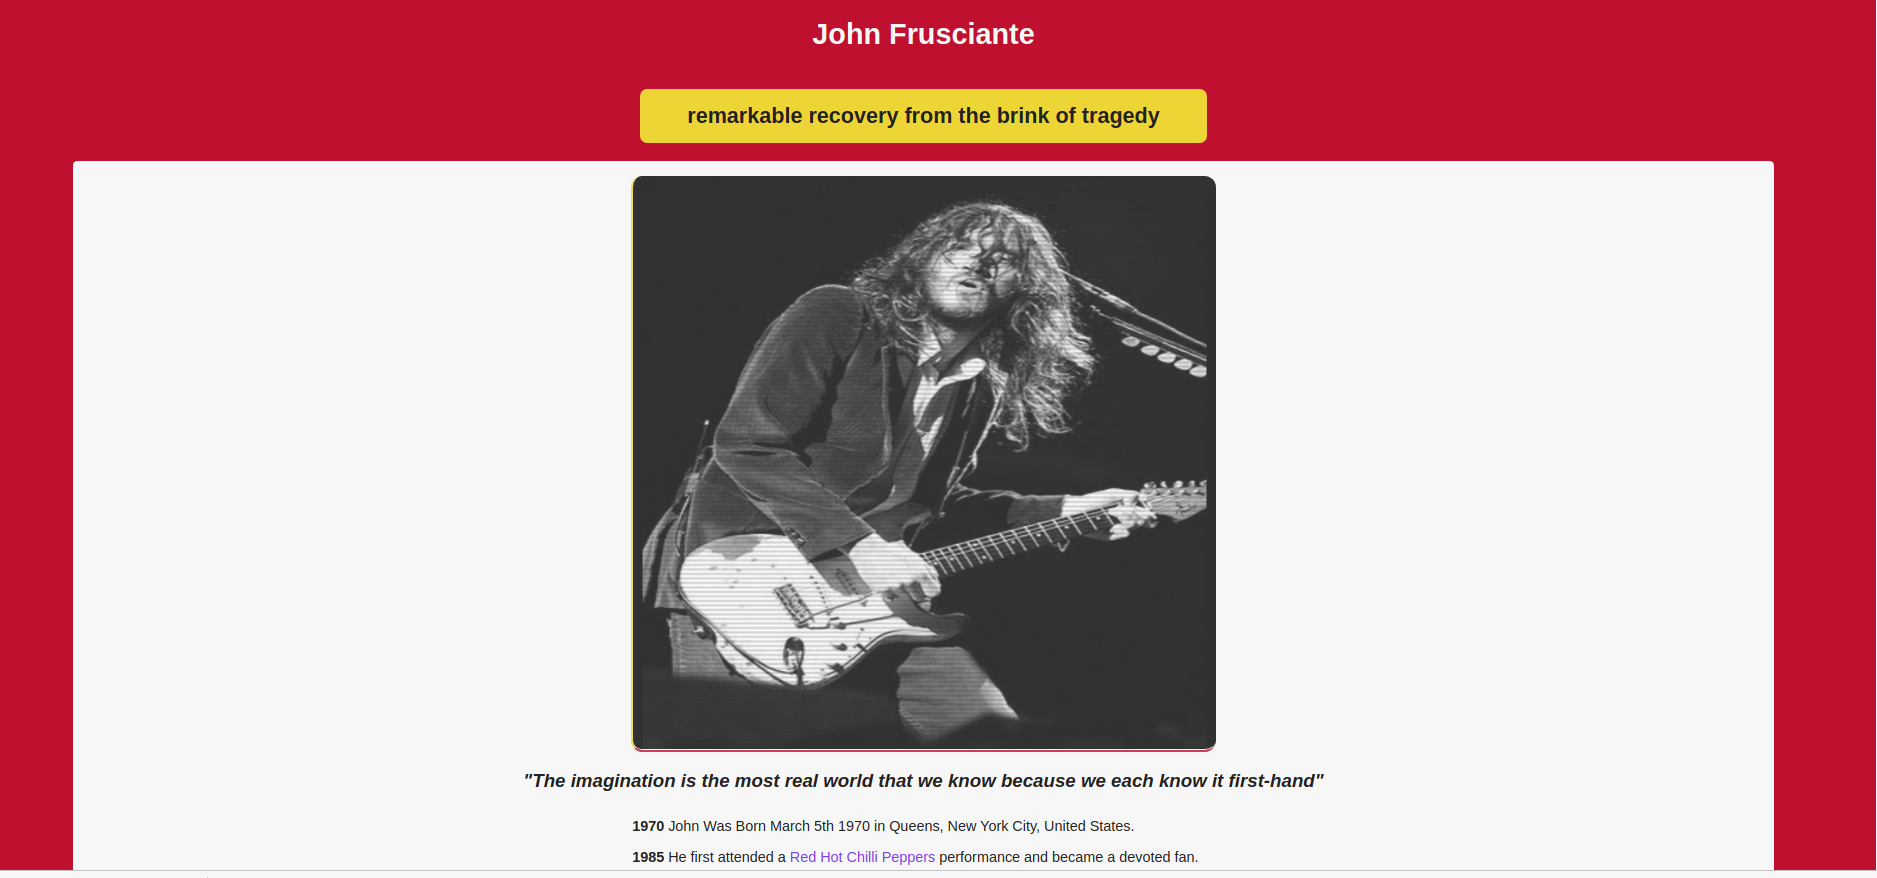 John Frusciante
remarkable recovery from the brink of tragedy
"The imagination is the most real world that we know because we each know it first-hand"
1970 John Was Born March 5th 1970 in Queens, New York City, United States.
1985 He first attended a Red Hot Chilli Peppers performance and became a devoted fan.